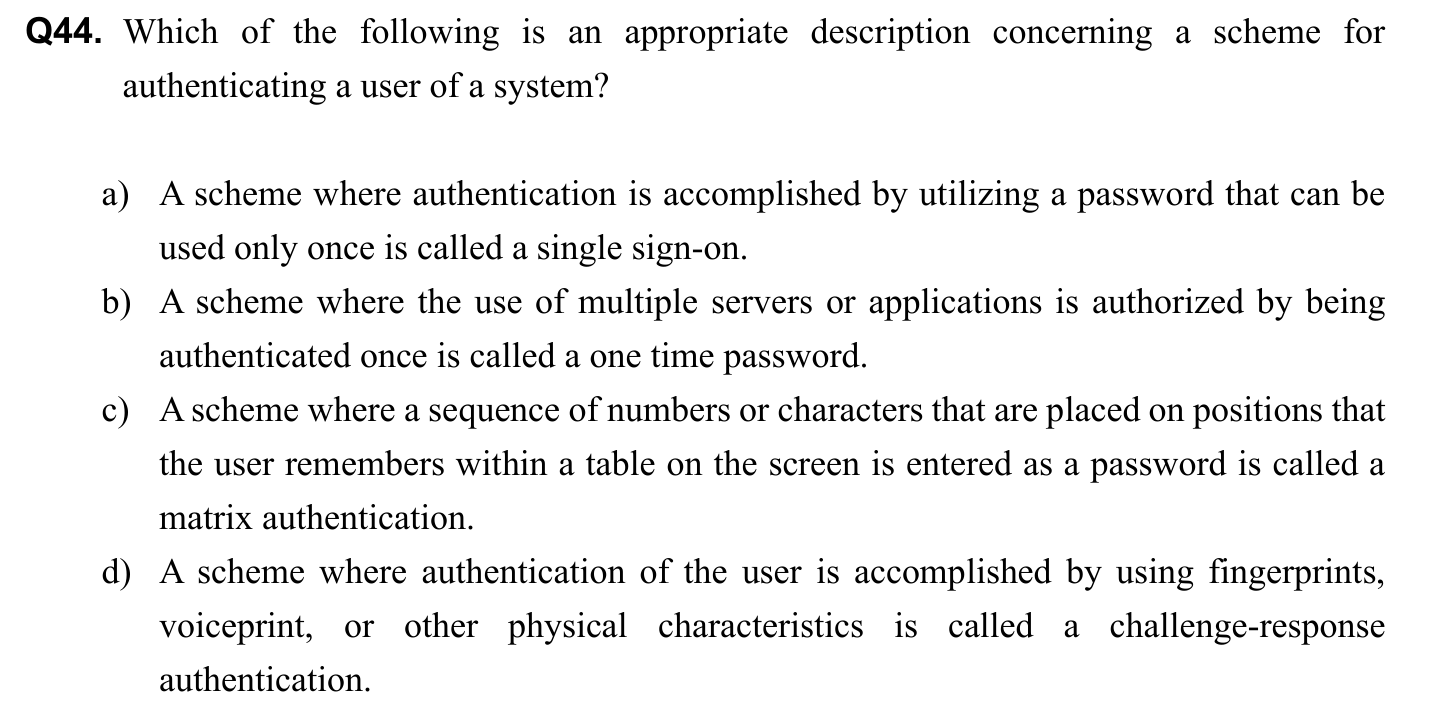 Q44. Which of the following is an appropriate description concerning a scheme for
authenticating a user of a system?
a) A scheme where authentication is accomplished by utilizing a password that can be
used only once is called a single sign-on.
b) A scheme where the use of multiple servers or applications is authorized by being
authenticated once is called a one time password.
c) A scheme where a sequence of numbers or characters that are placed on positions that
the user remembers within a table on the screen is entered as a password is called a
matrix authentication.
d) A scheme where authentication of the user is accomplished by using fingerprints,
voiceprint, or other physical characteristics is called a challenge-response
authentication.